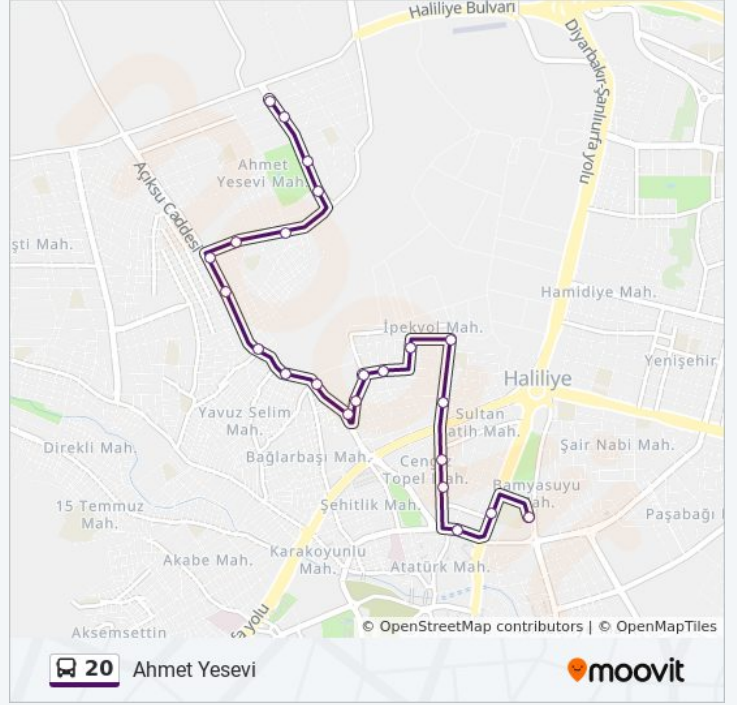 Haliliye Bulvarı
Diyarbakır-Şanlıurfa yolu
Ahmet
Yesevi Mah.
Açıksu Caddesi
şti Mah.
Hamidiye Mah.
İpekyol Mah.
Yenişehir
Haliliye
Yavuz Selim
Mah.
Sultan
Fatih Mah.
Direkli Mah.
Bağlarbaşı Mah.
Şair Nabi Mah.
Cengiz
Topel Mah.
Bamyasuyu
Mah.
15 Temmuz
Mah.
Şehitlik Mah.
Paşabağı
Karakoyunlu
Mah.
Akabe Mah.
Atatürk Mah.
Aksemsettin
fa yolu
© OpenStreetMap contributors | © OpenMapTiles
20 Ahmet Yesevi
moovit